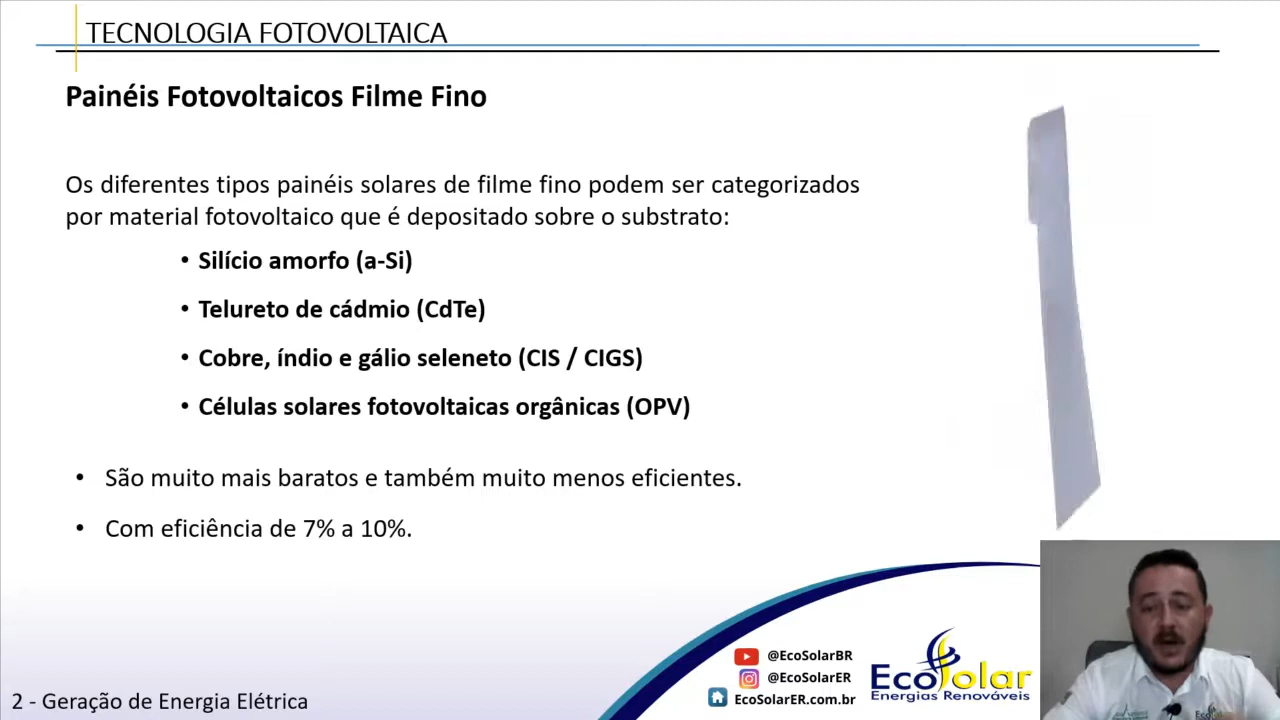 TECNOLOGIA FOTOVOLTAICA
Painéis Fotovoltaicos Filme Fino
Os diferentes tipos painéis solares de filme fino podem ser categorizados
por material fotovoltaico que é depositado sobre o substrato:
• Silício amorfo (a-Si)
• Telureto de cádmio (CdTe)
• Cobre, índio e gálio seleneto (CIS / CIGS)
• Células solares fotovoltaicas orgânicas (OPV)
• São muito mais baratos e também muito menos eficientes.
• Com eficiência de 7% a 10%.
@EcoSolarBR
@EcoSolarER
EcoSolarER.com.br
EcoSolar
Energias Renováveis
2 - Geração de Energia Elétrica